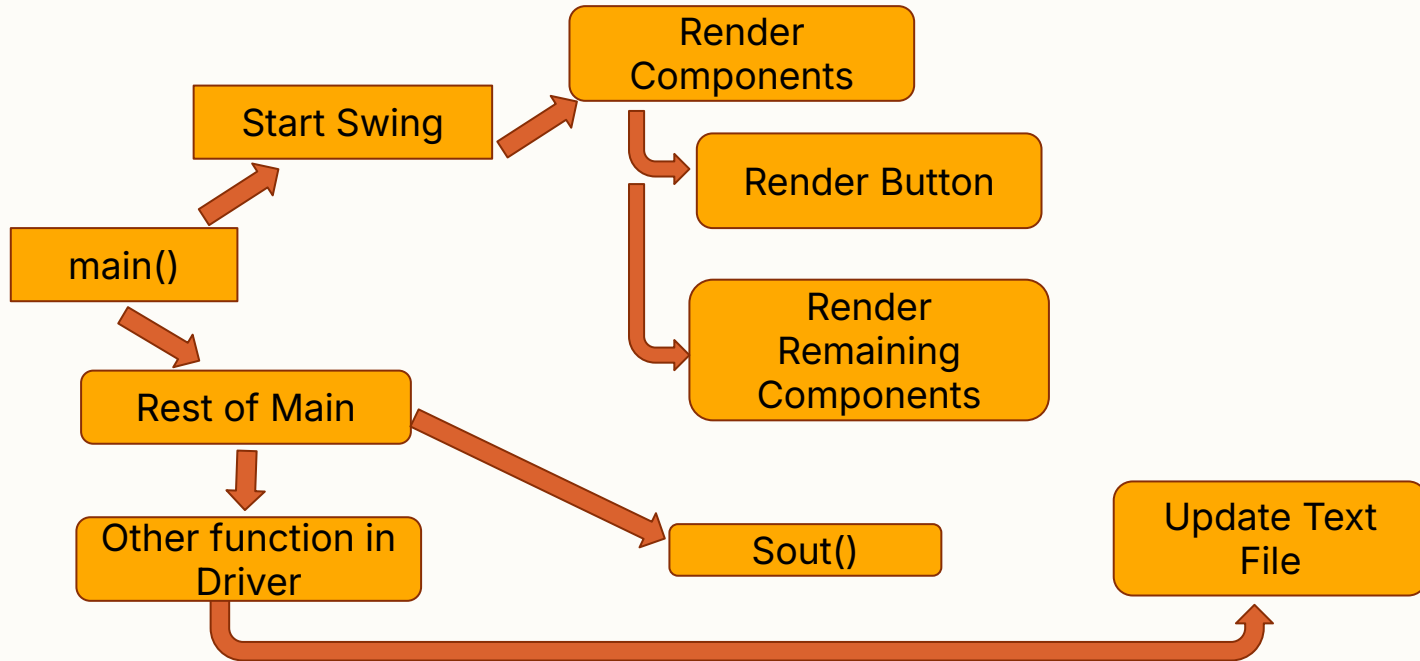 Render
Components
Start Swing
Render Button
main()
Render
Remaining
Components
Rest of Main
Other function in
Driver
Sout()
Update Text
File